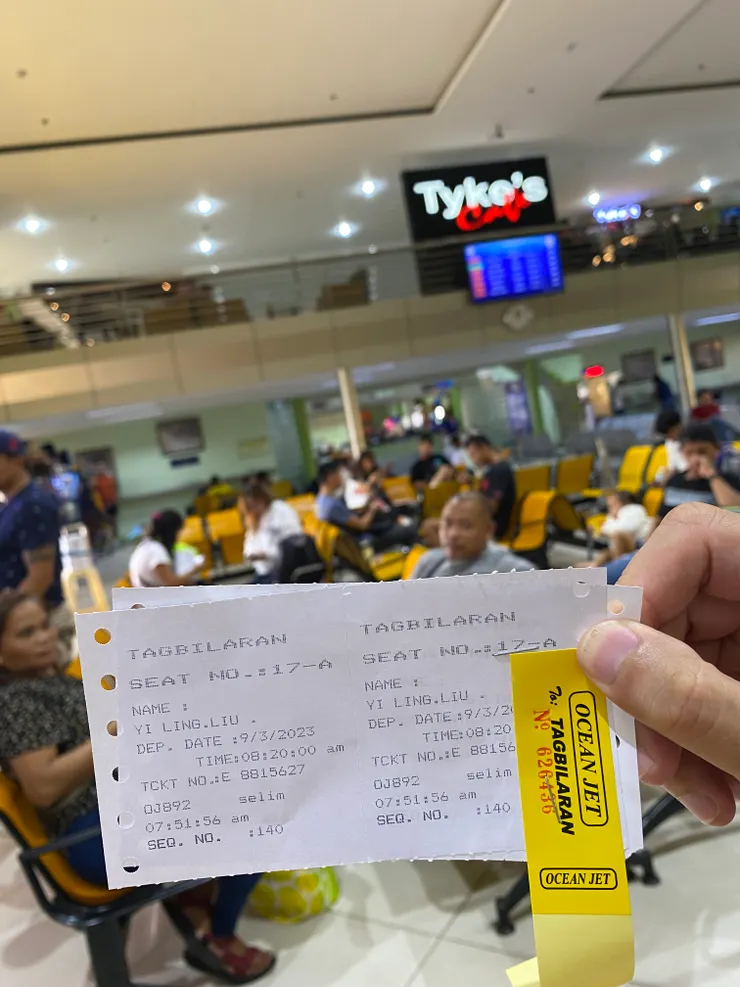 Tyke's
Cafe
TAGBILARAN
SEAT NO.:17-A
NAME :
YI LING.LIU .
DEP. DATE :9/3/2023
TIME:08:20:00 am
TCKT NO.:E 8815627
OJ892 selim
07:51:56 am
SEQ. NO. :140
TAGBILARAN
SEAT NO.:17-A
NAME :
YI LING.LIU .
DEP. DATE :9/3/20
TIME:08:20
TCKT NO.:E 88156
OJ892 selim
07:51:56 am
SEQ. NO. :140
OCEAN JET
To: TAGBILARAN
Nº 626436
OCEAN JET